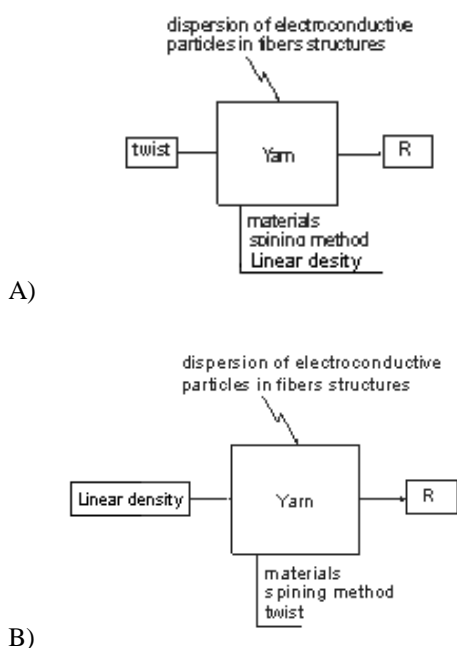 dispersion of electroconductive
particles in fibers structures
twist
Yarn
R
materials
spining method
Linear desity
A)
dispersion of electroconductive
particles in fibers structures
Linear density
Yarn
R
materials
spining method
twist
B)